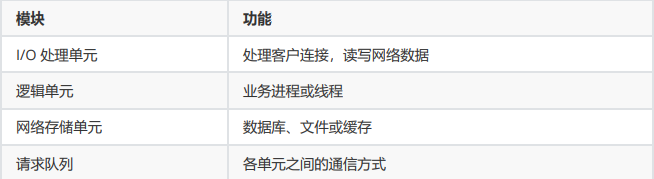 模块 功能
I/O 处理单元 处理客户连接，读写网络数据
逻辑单元 业务进程或线程
网络存储单元 数据库、文件或缓存
请求队列 各单元之间的通信方式